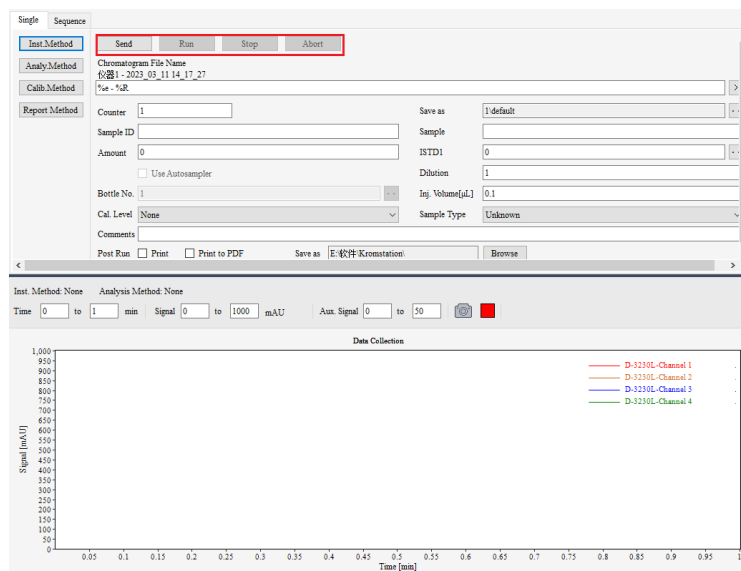 Single Sequence
Inst.Method Send Run Stop Abort
Analy.Method Chromatogram File Name
仪器1 - 2023_03_11 14_17_27
Calib.Method %e - %R >
Report Method Counter 1 Save as 1\default
Sample ID Sample
Amount 0 ISTD1 0
Use Autosampler Dilution 1
Bottle No. 1 Inj. Volume[μL] 0.1
Cal. Level None Sample Type Unknown
Comments
Post Run Print Print to PDF Save as E:\软件\Kromstation\ Browse
Inst. Method: None Analysis Method: None
Time 0 to 1 min Signal 0 to 1000 mAU Aux. Signal 0 to 50
Data Collection
D-3230L-Channel 1
D-3230L-Channel 2
D-3230L-Channel 3
D-3230L-Channel 4
Signal [mAU]
1,000
950
900
850
800
750
700
650
600
550
500
450
400
350
300
250
200
150
100
50
0
0.05 0.1 0.15 0.2 0.25 0.3 0.35 0.4 0.45 0.5 0.55 0.6 0.65 0.7 0.75 0.8 0.85 0.9 0.95 1
Time [min]